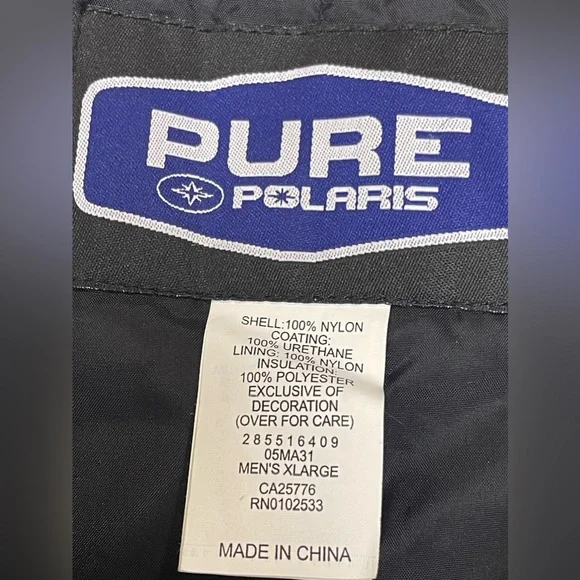 PURE
POLARIS
SHELL:100% NYLON
COATING:
100% URETHANE
LINING: 100% NYLON
INSULATION:
100% POLYESTER
EXCLUSIVE OF
DECORATION
(OVER FOR CARE)
285516409
05MA31
MEN'S XLARGE
CA25776
RN0102533
MADE IN CHINA